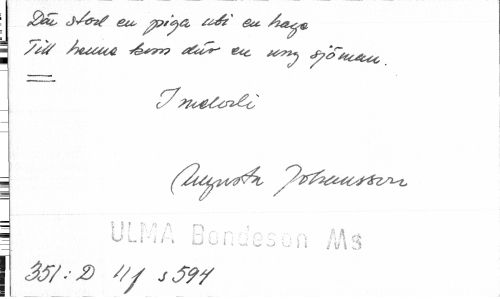 Där stod en piga uti en hage
Till henne kom där en ung sjöman.
I melodi
Augusta Johansson
ULMA Bondeson Ms
351:D 4f s 594